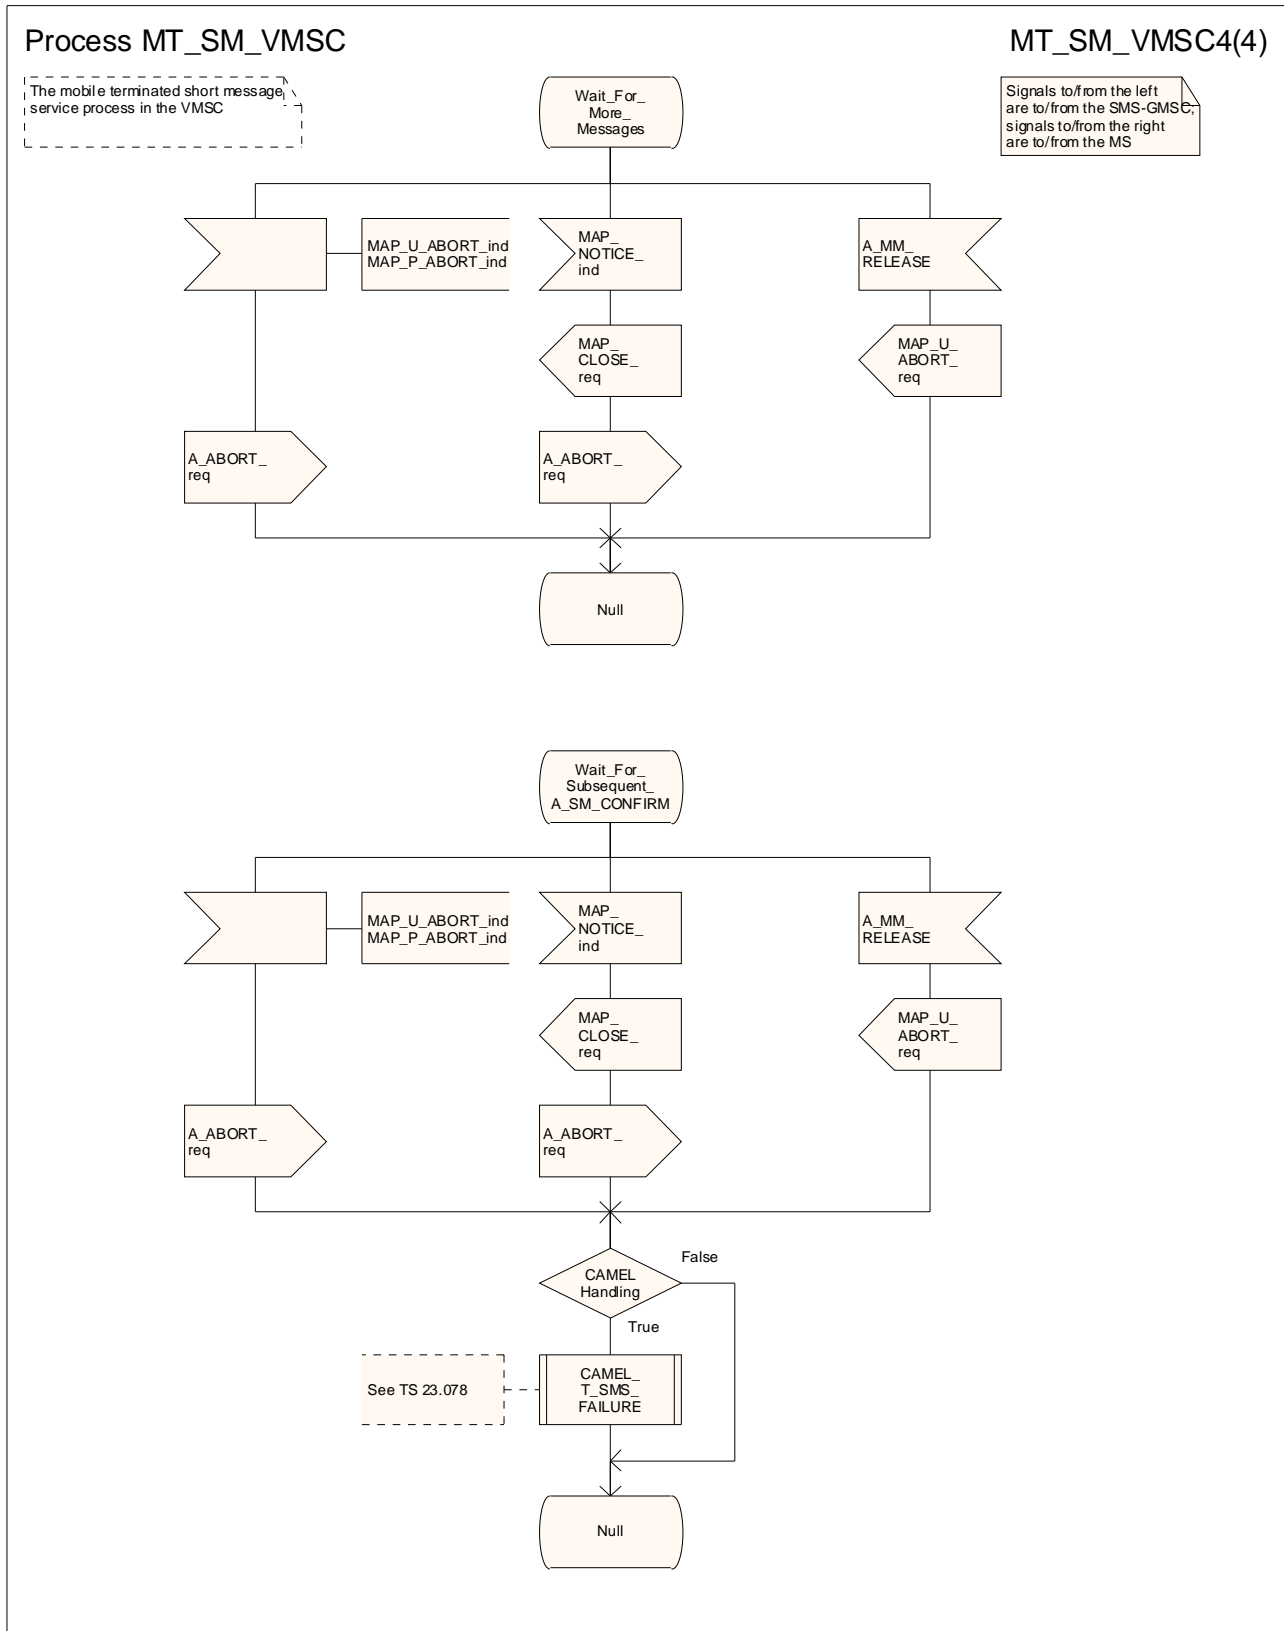 Process MT_SM_VMSC
MT_SM_VMSC4(4)
The mobile terminated short message
service process in the VMSC
Signals to/from the left
are to/from the SMS-GMSC;
signals to/from the right
are to/from the MS
Wait_For_
More_
Messages
MAP_U_ABORT_ind
MAP_P_ABORT_ind
MAP_
NOTICE_
ind
A_MM_
RELEASE
MAP_
CLOSE_
req
MAP_U_
ABORT_
req
A_ABORT_
req
A_ABORT_
req
Null
Wait_For_
Subsequent_
A_SM_CONFIRM
MAP_U_ABORT_ind
MAP_P_ABORT_ind
MAP_
NOTICE_
ind
A_MM_
RELEASE
MAP_
CLOSE_
req
MAP_U_
ABORT_
req
A_ABORT_
req
A_ABORT_
req
False
CAMEL
Handling
True
See TS 23.078
CAMEL_
T_SMS_
FAILURE
Null